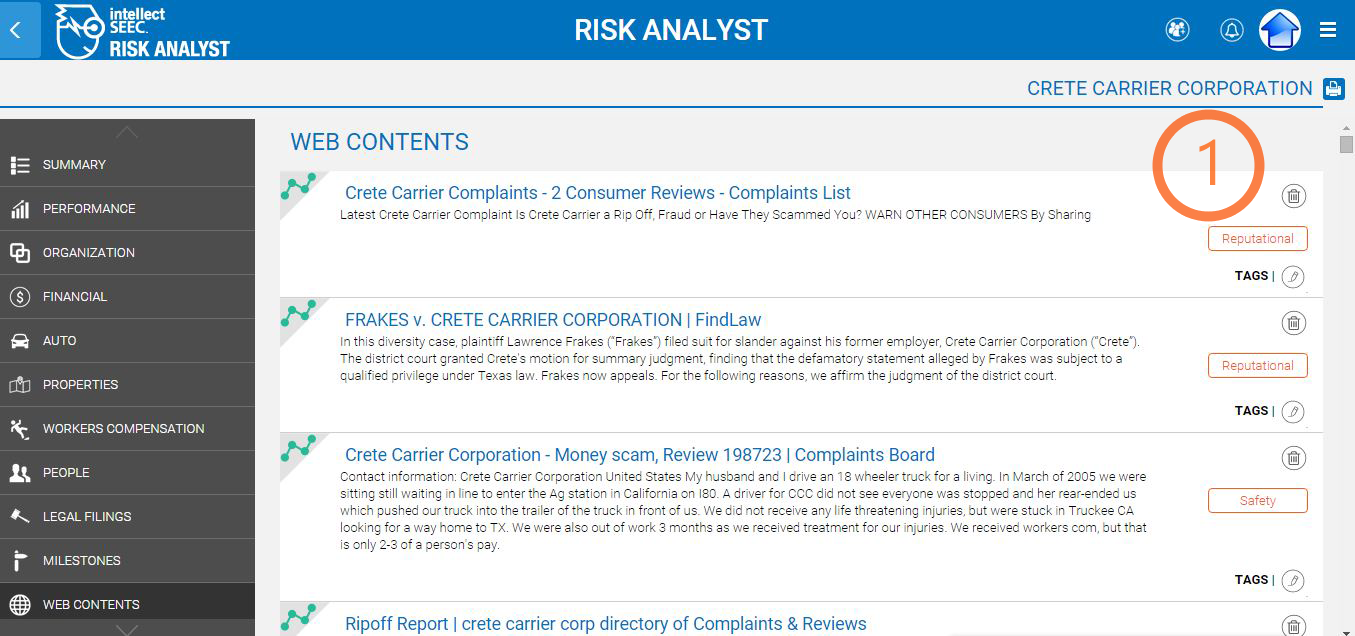 intellect
SEEC.
RISK ANALYST
RISK ANALYST
CRETE CARRIER CORPORATION
SUMMARY
PERFORMANCE
ORGANIZATION
FINANCIAL
AUTO
PROPERTIES
WORKERS COMPENSATION
PEOPLE
LEGAL FILINGS
MILESTONES
WEB CONTENTS
WEB CONTENTS
1
Crete Carrier Complaints - 2 Consumer Reviews - Complaints List
Latest Crete Carrier Complaint Is Crete Carrier a Rip Off, Fraud or Have They Scammed You? WARN OTHER CONSUMERS By Sharing
Reputational
TAGS |
FRAKES v. CRETE CARRIER CORPORATION | FindLaw
In this diversity case, plaintiff Lawrence Frakes (“Frakes”) filed suit for slander against his former employer, Crete Carrier Corporation (“Crete”).
The district court granted Crete's motion for summary judgment, finding that the defamatory statement alleged by Frakes was subject to a
qualified privilege under Texas law. Frakes now appeals. For the following reasons, we affirm the judgment of the district court.
Reputational
TAGS |
Crete Carrier Corporation - Money scam, Review 198723 | Complaints Board
Contact information: Crete Carrier Corporation United States My husband and I drive an 18 wheeler truck for a living. In March of 2005 we were
sitting still waiting in line to enter the Ag station in California on I80. A driver for CCC did not see everyone was stopped and her rear-ended us
which pushed our truck into the trailer of the truck in front of us. We did not receive any life threatening injuries, but were stuck in Truckee CA
looking for a way home to TX. We were also out of work 3 months as we received treatment for our injuries. We received workers com, but that
is only 2-3 of a person's pay.
Safety
TAGS |
Ripoff Report | crete carrier corp directory of Complaints & Reviews